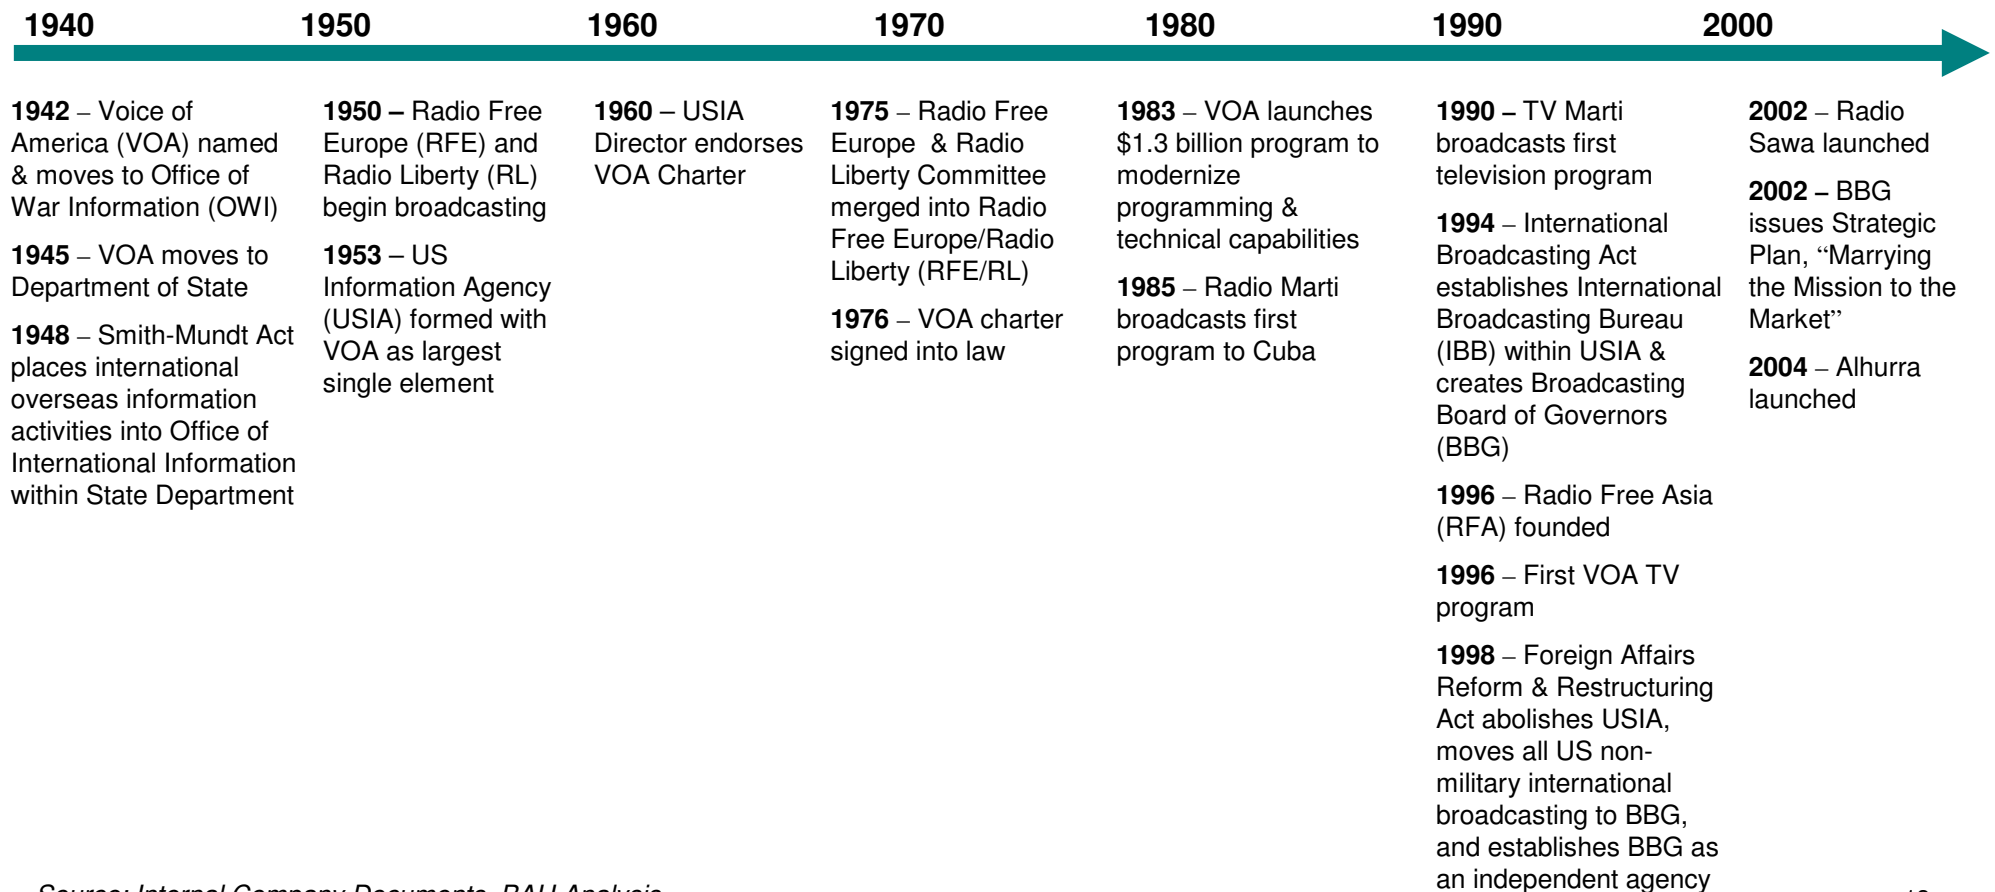 1940 1950 1960 1970 1980 1990 2000
1942 – Voice of
America (VOA) named
& moves to Office of
War Information (OWI)
1945 – VOA moves to
Department of State
1948 – Smith-Mundt Act
places international
overseas information
activities into Office of
International Information
within State Department
1950 – Radio Free
Europe (RFE) and
Radio Liberty (RL)
begin broadcasting
1953 – US
Information Agency
(USIA) formed with
VOA as largest
single element
1960 – USIA
Director endorses
VOA Charter
1975 – Radio Free
Europe & Radio
Liberty Committee
merged into Radio
Free Europe/Radio
Liberty (RFE/RL)
1976 – VOA charter
signed into law
1983 – VOA launches
$1.3 billion program to
modernize
programming &
technical capabilities
1985 – Radio Marti
broadcasts first
program to Cuba
1990 – TV Marti
broadcasts first
television program
1994 – International
Broadcasting Act
establishes International
Broadcasting Bureau
(IBB) within USIA &
creates Broadcasting
Board of Governors
(BBG)
1996 – Radio Free Asia
(RFA) founded
1996 – First VOA TV
program
1998 – Foreign Affairs
Reform & Restructuring
Act abolishes USIA,
moves all US non-
military international
broadcasting to BBG,
and establishes BBG as
an independent agency
2002 – Radio
Sawa launched
2002 – BBG
issues Strategic
Plan, “Marrying
the Mission to the
Market”
2004 – Alhurra
launched
Source: Internal Company Documents, BAH Analysis